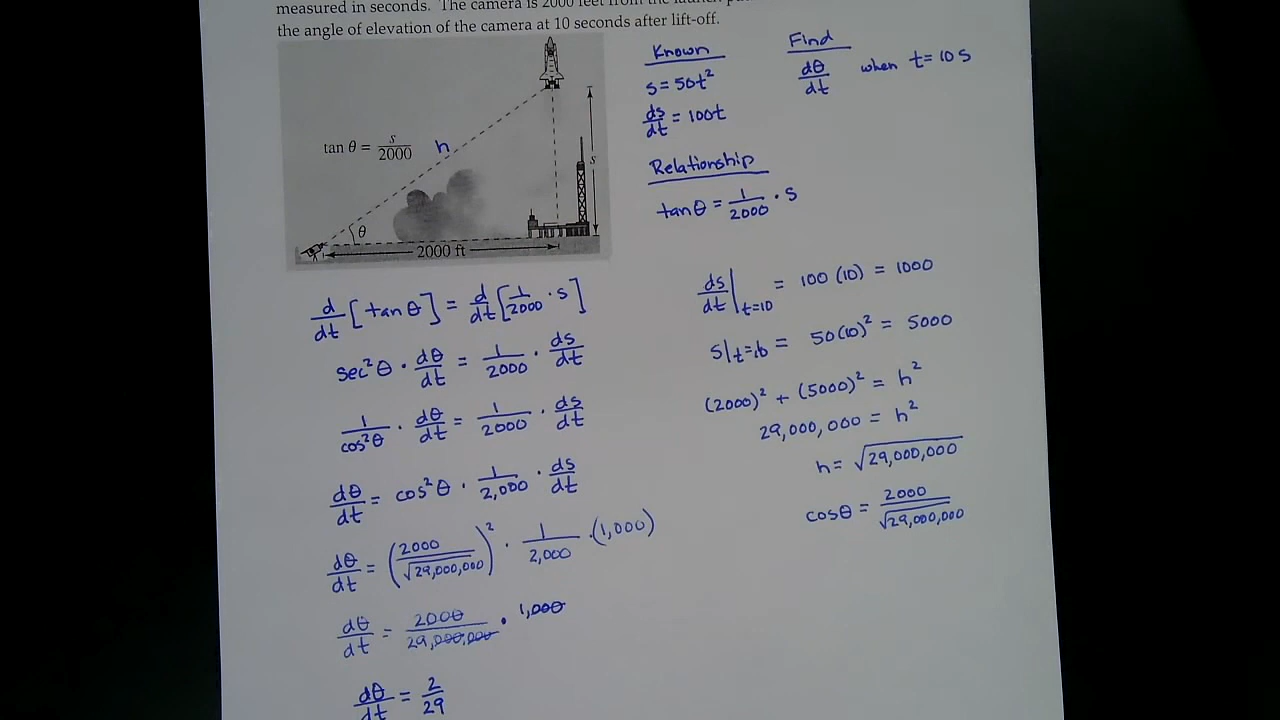 measured in seconds. The camera is 2000 feet from the launch
the angle of elevation of the camera at 10 seconds after lift-off.
tan θ = s/2000
h
s
θ
2000 ft
Known
s = 50t²
ds/dt = 100t
Find
dθ/dt when t = 10 s
Relationship
tanθ = 1/2000 · s
d/dt [tanθ] = d/dt [1/2000 · s]
sec²θ · dθ/dt = 1/2000 · ds/dt
1/cos²θ · dθ/dt = 1/2000 · ds/dt
dθ/dt = cos²θ · 1/2,000 · ds/dt
dθ/dt = (2000/√29,000,000)² · 1/2,000 · (1,000)
dθ/dt = 2000/29,000,000 · 1,000
dθ/dt = 2/29
ds/dt|t=10 = 100 (10) = 1000
s|t=10 = 50(10)² = 5000
(2000)² + (5000)² = h²
29,000,000 = h²
h = √29,000,000
cosθ = 2000/√29,000,000